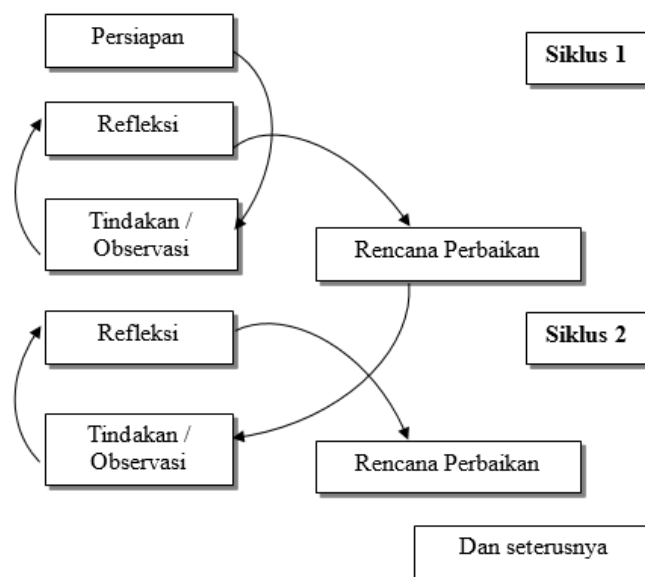 Persiapan
Siklus 1
Refleksi
Tindakan /
Observasi
Rencana Perbaikan
Refleksi
Siklus 2
Tindakan /
Observasi
Rencana Perbaikan
Dan seterusnya